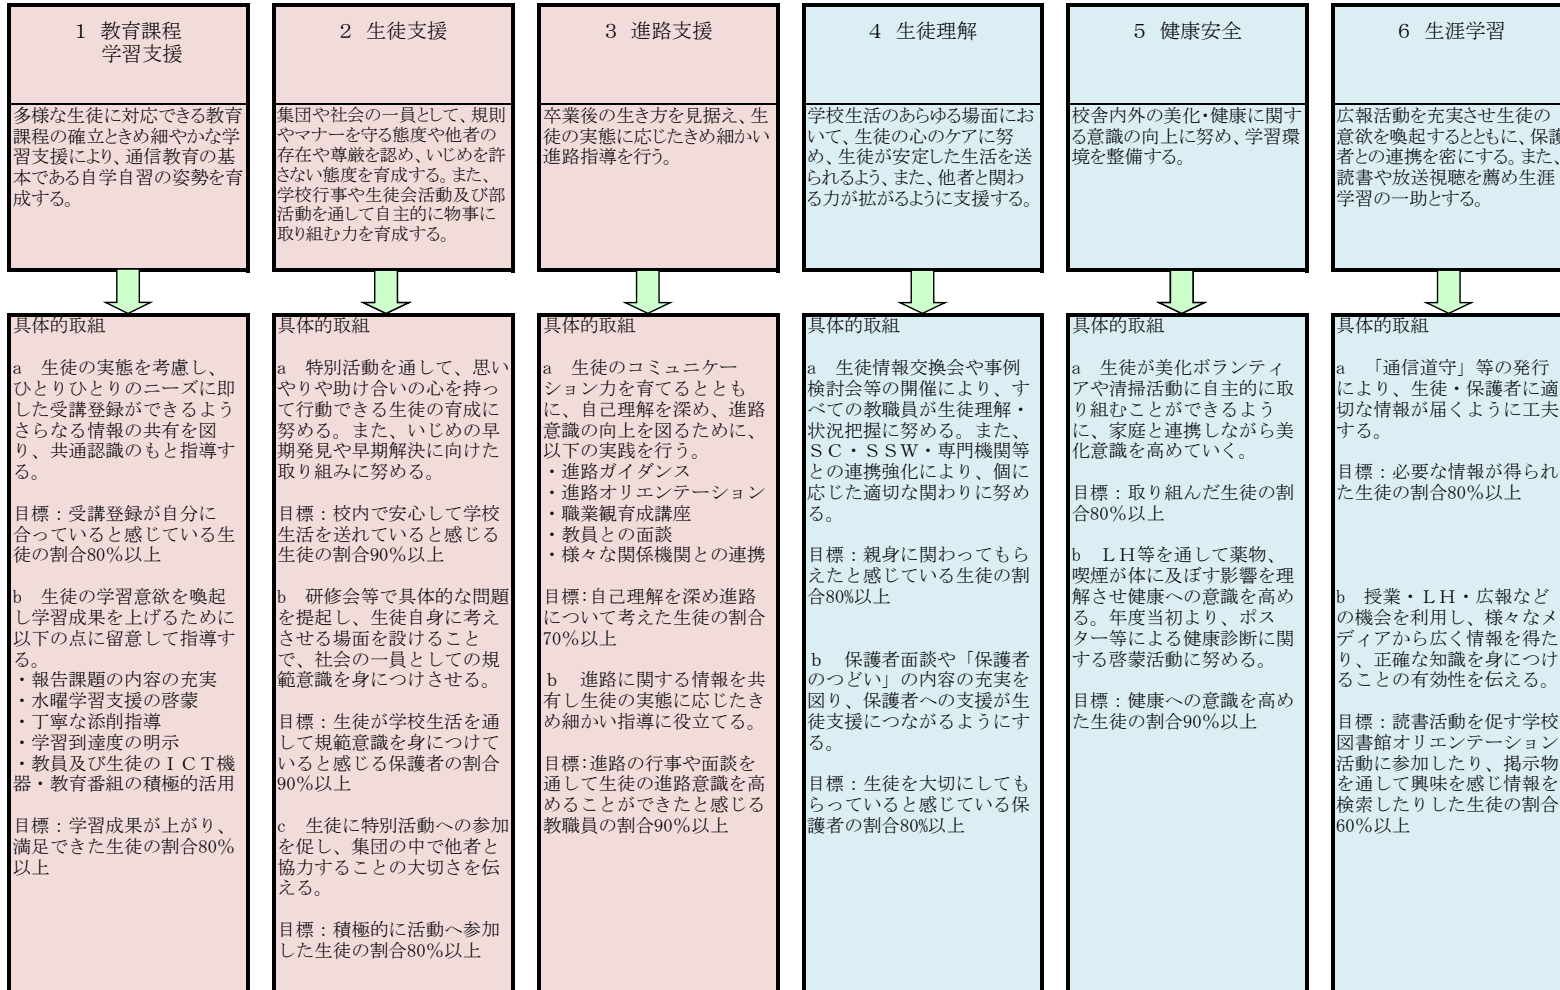 1 教育課程
学習支援
多様な生徒に対応できる教育
課程の確立ときめ細やかな学
習支援により、通信教育の基
本である自学自習の姿勢を育
成する。
具体的取組
a 生徒の実態を考慮し、
ひとりひとりのニーズに即
した受講登録ができるよう
さらなる情報の共有を図
り、共通認識のもと指導す
る。
目標：受講登録が自分に
合っていると感じている生
徒の割合80％以上
b 生徒の学習意欲を喚起
し学習成果を上げるために
以下の点に留意して指導す
る。
・報告課題の内容の充実
・水曜学習支援の啓蒙
・丁寧な添削指導
・学習到達度の明示
・教員及び生徒のＩＣＴ機
器・教育番組の積極的活用
目標：学習成果が上がり、
満足できた生徒の割合80％
以上
2 生徒支援
集団や社会の一員として、規則
やマナーを守る態度や他者の
存在や尊厳を認め、いじめを許
さない態度を育成する。また、
学校行事や生徒会活動及び部
活動を通して自主的に物事に
取り組む力を育成する。
具体的取組
a 特別活動を通して、思い
やりや助け合いの心を持っ
て行動できる生徒の育成に
努める。また、いじめの早
期発見や早期解決に向けた
取り組みに努める。
目標：校内で安心して学校
生活を送れていると感じる
生徒の割合90％以上
b 研修会等で具体的な問題
を提起し、生徒自身に考え
させる場面を設けること
で、社会の一員としての規
範意識を身につけさせる。
目標：生徒が学校生活を通
して規範意識を身につけて
いると感じる保護者の割合
90％以上
c 生徒に特別活動への参加
を促し、集団の中で他者と
協力することの大切さを伝
える。
目標：積極的に活動へ参加
した生徒の割合80％以上
3 進路支援
卒業後の生き方を見据え、生
徒の実態に応じたきめ細かい
進路指導を行う。
具体的取組
a 生徒のコミュニケー
ション力を育てるととも
に、自己理解を深め、進路
意識の向上を図るために、
以下の実践を行う。
・進路ガイダンス
・進路オリエンテーション
・職業観育成講座
・教員との面談
・様々な関係機関との連携
目標：自己理解を深め進路
について考えた生徒の割合
70％以上
b 進路に関する情報を共
有し生徒の実態に応じたき
め細かい指導に役立てる。
目標：進路の行事や面談を
通して生徒の進路意識を高
めることができたと感じる
教職員の割合90％以上
4 生徒理解
学校生活のあらゆる場面にお
いて、生徒の心のケアに努
め、生徒が安定した生活を送
られるよう、また、他者と関わ
る力が拡がるように支援する。
具体的取組
a 生徒情報交換会や事例
検討会等の開催により、す
べての教職員が生徒理解・
状況把握に努める。また、
ＳＣ・ＳＳＷ・専門機関等
との連携強化により、個に
応じた適切な関わりに努め
る。
目標：親身に関わってもら
えたと感じている生徒の割
合80％以上
b 保護者面談や「保護者
のつどい」の内容の充実を
図り、保護者への支援が生
徒支援につながるようにす
る。
目標：生徒を大切にしても
らっていると感じている保
護者の割合80％以上
5 健康安全
校舎内外の美化・健康に関す
る意識の向上に努め、学習環
境を整備する。
具体的取組
a 生徒が美化ボランティ
アや清掃活動に自主的に取
り組むことができるよう
に、家庭と連携しながら美
化意識を高めていく。
目標：取り組んだ生徒の割
合80％以上
b ＬＨ等を通して薬物、
喫煙が体に及ぼす影響を理
解させ健康への意識を高め
る。年度当初より、ポス
ター等による健康診断に関
する啓蒙活動に努める。
目標：健康への意識を高め
た生徒の割合90％以上
6 生涯学習
広報活動を充実させ生徒の
意欲を喚起するとともに、保護
者との連携を密にする。また、
読書や放送視聴を薦め生涯
学習の一助とする。
具体的取組
a 「通信道守」等の発行
により、生徒・保護者に適
切な情報が届くように工夫
する。
目標：必要な情報が得られ
た生徒の割合80％以上
b 授業・ＬＨ・広報など
の機会を利用し、様々なメ
ディアから広く情報を得た
り、正確な知識を身につけ
ることの有効性を伝える。
目標：読書活動を促す学校
図書館オリエンテーション
活動に参加したり、掲示物
を通して興味を感じ情報を
検索したりした生徒の割合
60％以上